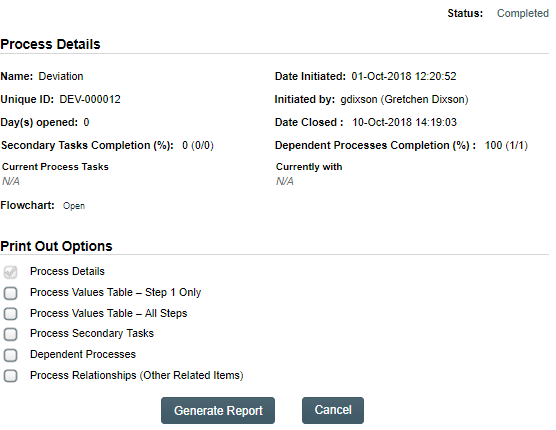 Status: Completed
Process Details
Name: Deviation Date Initiated: 01-Oct-2018 12:20:52
Unique ID: DEV-000012 Initiated by: gdixson (Gretchen Dixson)
Day(s) opened: 0 Date Closed : 10-Oct-2018 14:19:03
Secondary Tasks Completion (%): 0 (0/0) Dependent Processes Completion (%) : 100 (1/1)
Current Process Tasks Currently with
N/A N/A
Flowchart: Open
Print Out Options
Process Details
Process Values Table – Step 1 Only
Process Values Table – All Steps
Process Secondary Tasks
Dependent Processes
Process Relationships (Other Related Items)
Generate Report Cancel